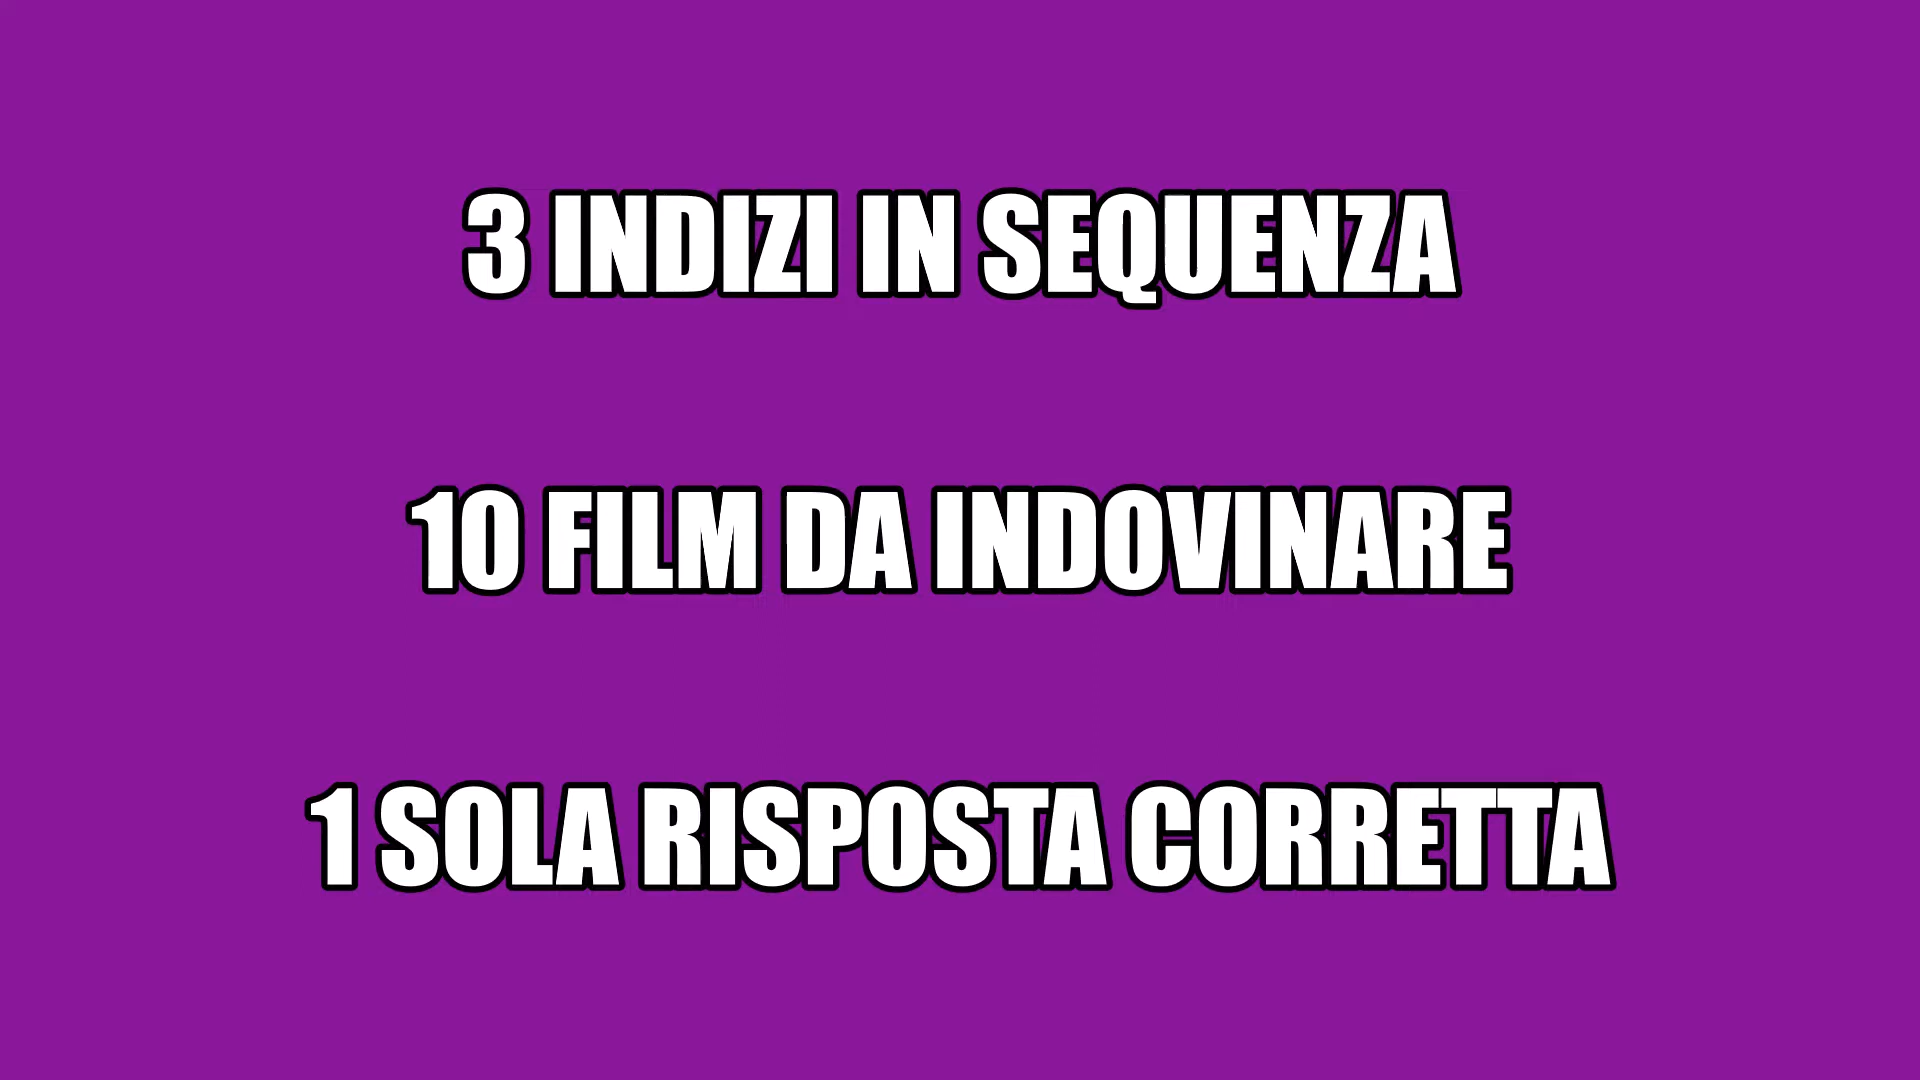 3 INDIZI IN SEQUENZA
10 FILM DA INDOVINARE
1 SOLA RISPOSTA CORRETTA